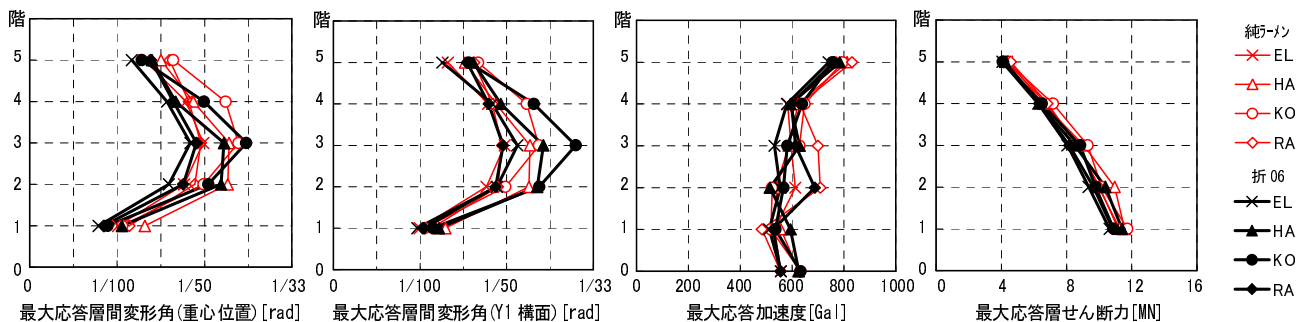 階
5
4
3
2
1
0
1/100
1/50
1/33
最大応答層間変形角(重心位置)[rad]
階
5
4
3
2
1
0
1/100
1/50
1/33
最大応答層間変形角(Y1 構面)[rad]
階
5
4
3
2
1
0
0
200
400
600
800
1000
最大応答加速度[Gal]
階
5
4
3
2
1
0
4
8
12
16
最大応答層せん断力[MN]
純ラーメン
EL
HA
KO
RA
折 06
EL
HA
KO
RA